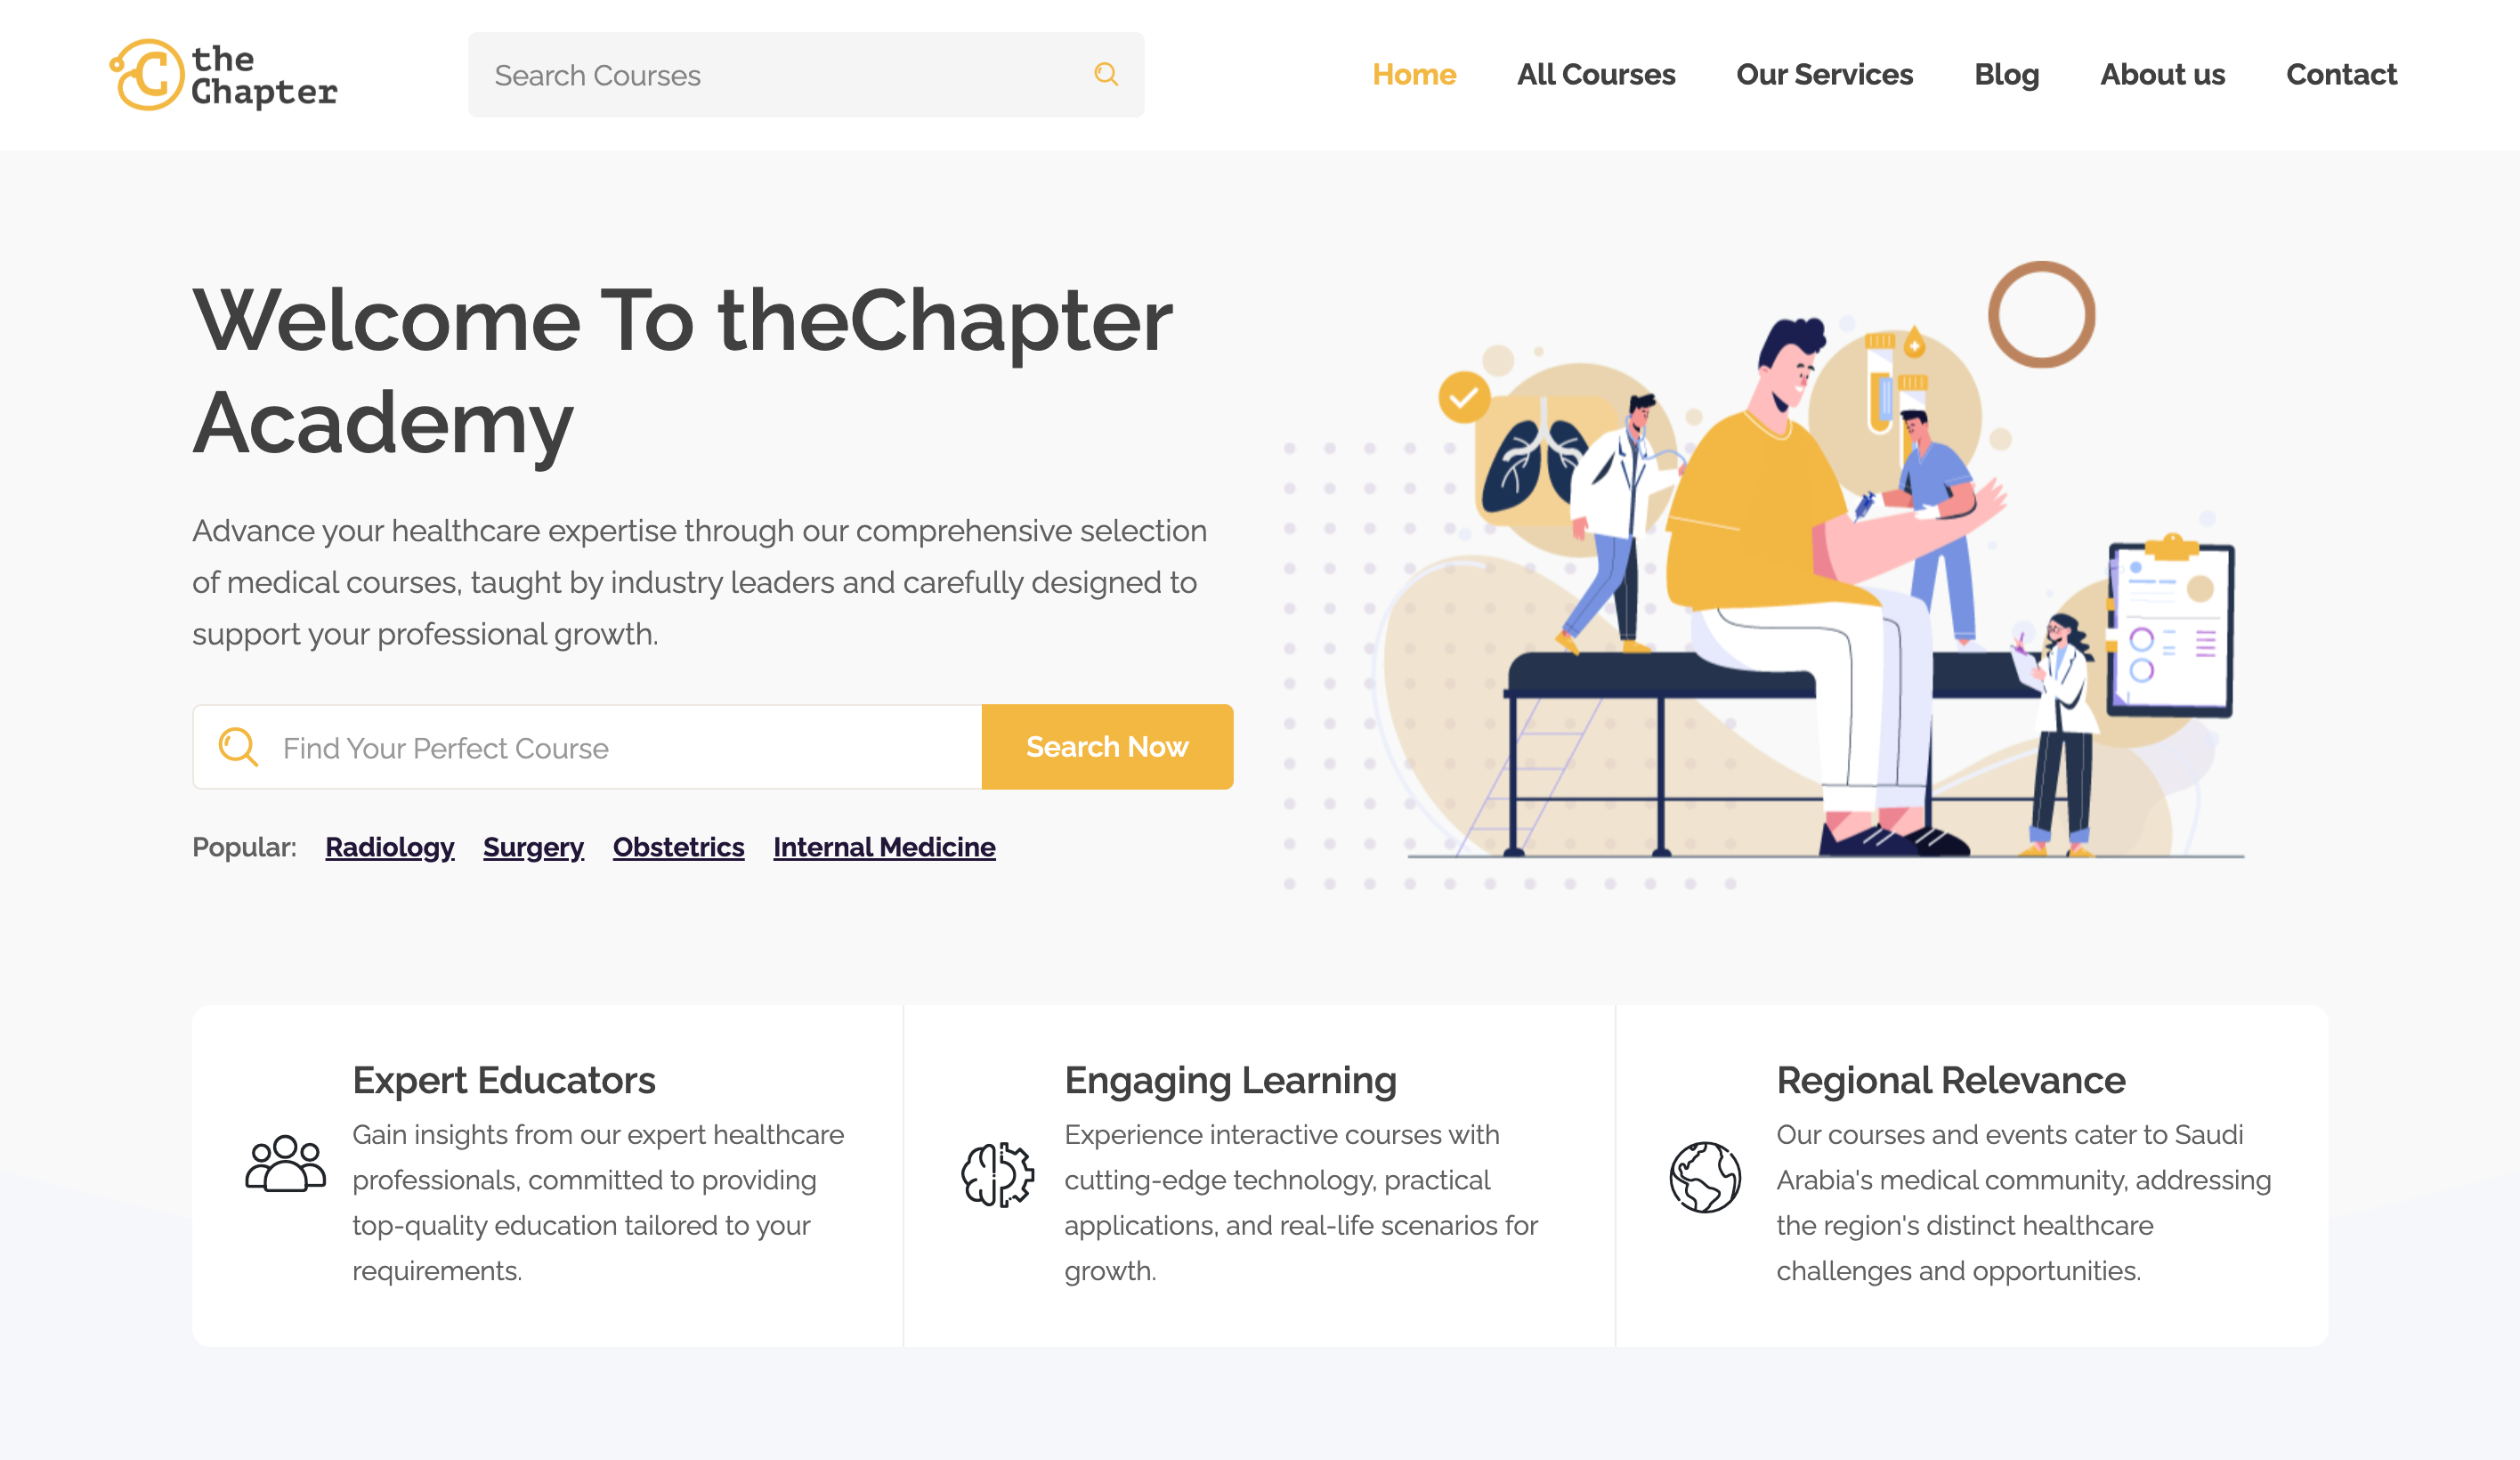 the
Chapter
Search Courses
Home
All Courses
Our Services
Blog
About us
Contact
Welcome To theChapter
Academy
Advance your healthcare expertise through our comprehensive selection
of medical courses, taught by industry leaders and carefully designed to
support your professional growth.
Find Your Perfect Course
Search Now
Popular: Radiology Surgery Obstetrics Internal Medicine
Expert Educators
Gain insights from our expert healthcare
professionals, committed to providing
top-quality education tailored to your
requirements.
Engaging Learning
Experience interactive courses with
cutting-edge technology, practical
applications, and real-life scenarios for
growth.
Regional Relevance
Our courses and events cater to Saudi
Arabia's medical community, addressing
the region's distinct healthcare
challenges and opportunities.